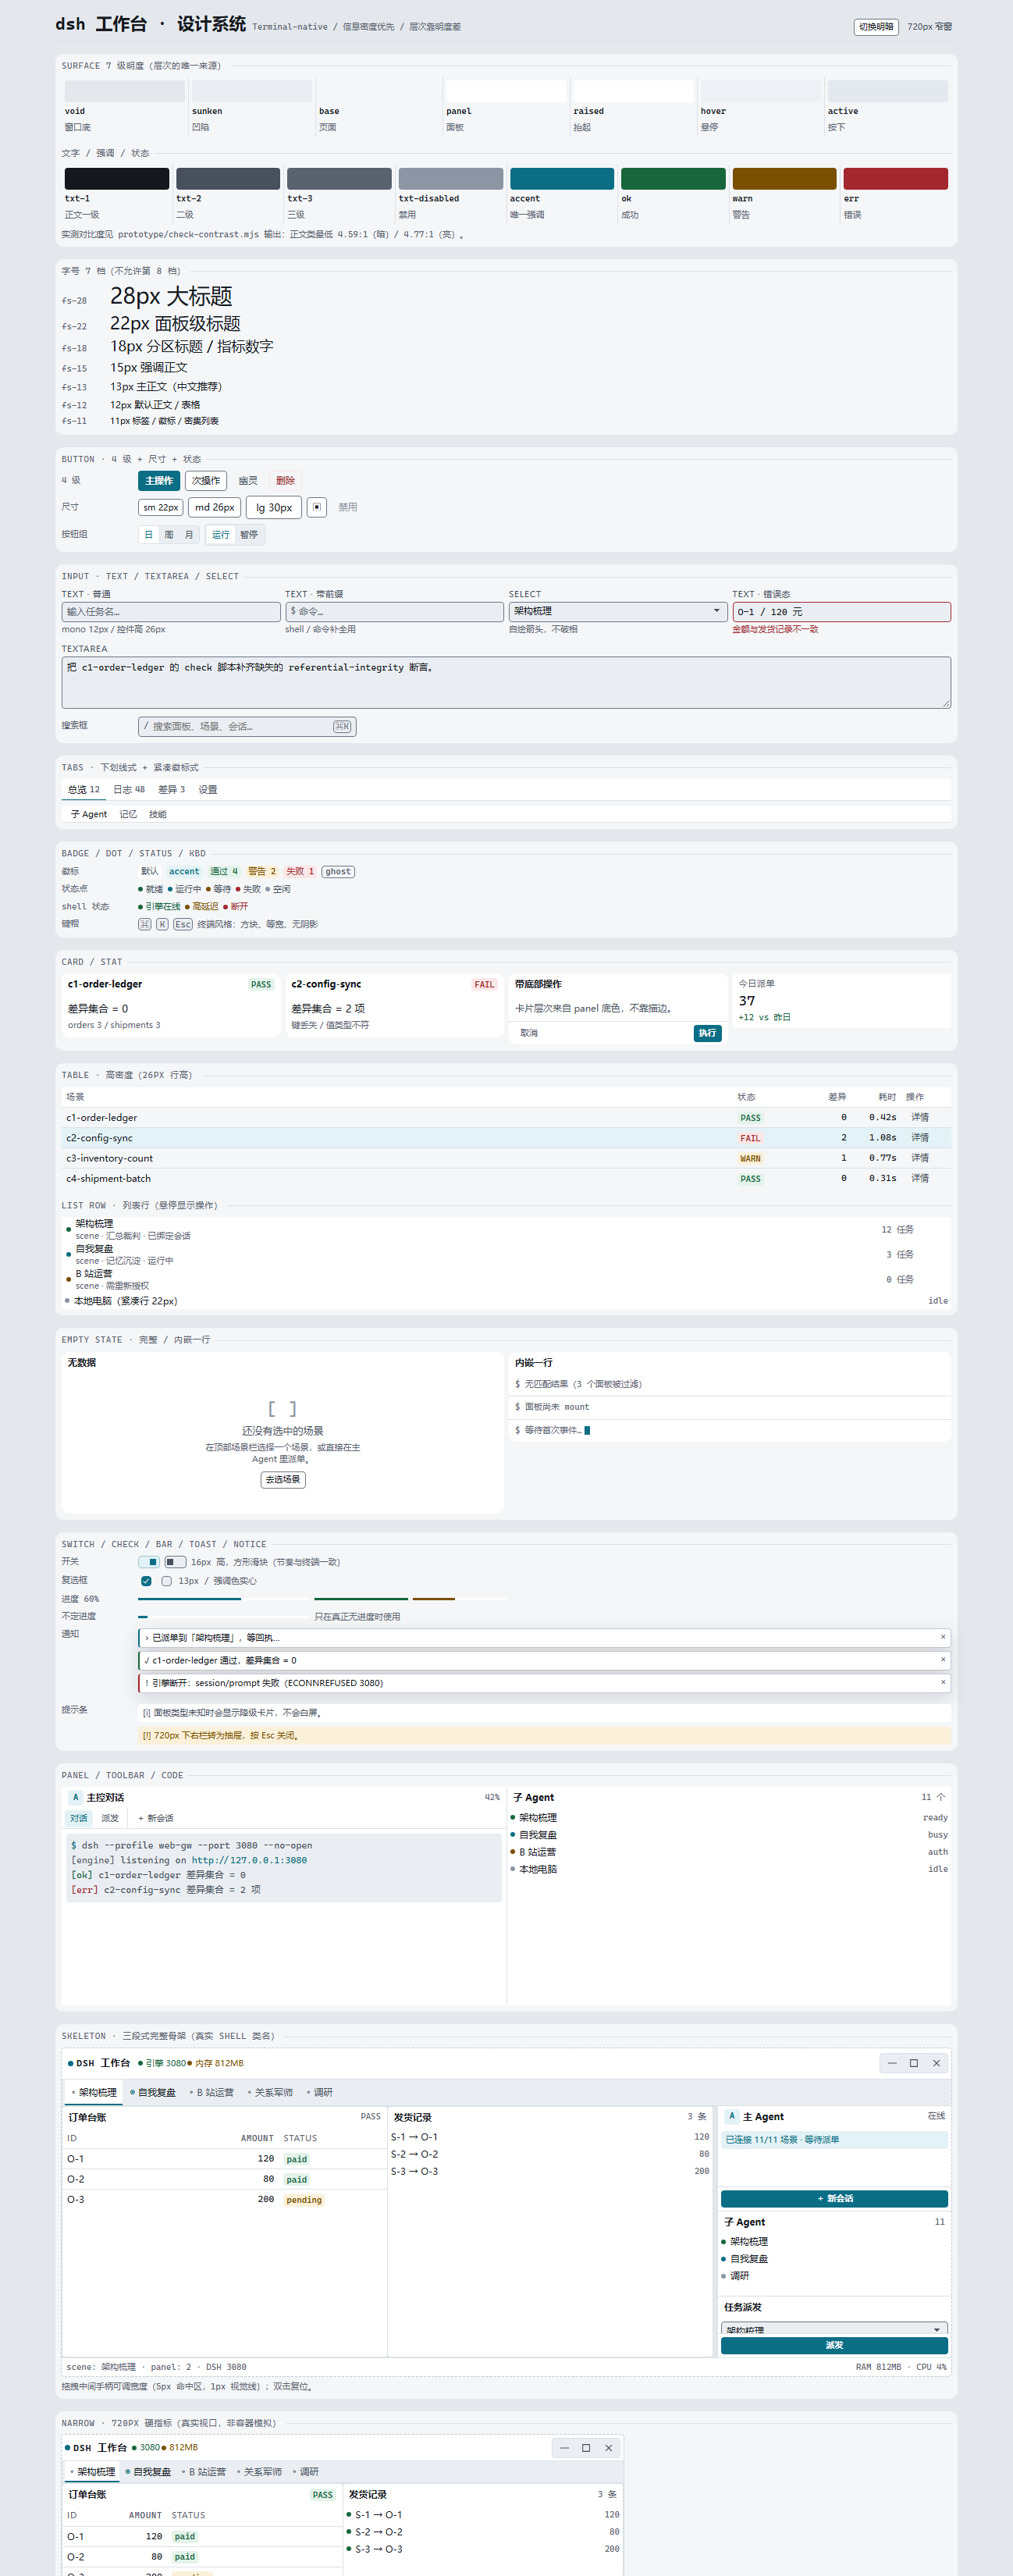 dsh 工作台 · 设计系统 Terminal-native / 信息密度优先 / 层次靠明度差
切换明暗 720px 窄窗
SURFACE 7 级明度 (层次的唯一来源)
void sunken base panel raised hover active
窗口底 凹陷 页面 面板 抬起 悬停 按下
文字 / 强调 / 状态
txt-1 txt-2 txt-3 txt-disabled accent ok warn err
正文一级 二级 三级 禁用 唯一强调 成功 警告 错误
实测对比度见 prototype/check-contrast.mjs 输出：正文类最低 4.59:1 (暗) / 4.77:1 (亮) 。
字号 7 档 (不允许第 8 档)
fs-28 28px 大标题
fs-22 22px 面板级标题
fs-18 18px 分区标题 / 指标数字
fs-15 15px 强调正文
fs-13 13px 主正文（中文推荐）
fs-12 12px 默认正文 / 表格
fs-11 11px 标签 / 徽标 / 密集列表
BUTTON · 4 级 + 尺寸 + 状态
4 级 主操作 次操作 幽灵 删除
尺寸 sm 22px md 26px lg 30px 禁用
按钮组 日 周 月 运行 暂停
INPUT · TEXT / TEXTAREA / SELECT
TEXT · 普通 TEXT · 带前缀 SELECT TEXT · 错误态
输入任务名… $ 命令… 架构梳理 O-1 / 120 元
mono 12px / 控件高 26px shell / 命令补全用 自绘箭头，不破相 金额与发货记录不一致
TEXTAREA
把 c1-order-ledger 的 check 脚本补齐缺失的 referential-integrity 断言。
搜索框 / 搜索面板、场景、会话… ⌘K
TABS · 下划线式 + 紧凑徽标式
总览 12 日志 48 差异 3 设置
子 Agent 记忆 技能
BADGE / DOT / STATUS / KBD
徽标 默认 accent 通过 4 警告 2 失败 1 ghost
状态点 就绪 运行中 等待 失败 空闲
shell 状态 引擎在线 高延迟 断开
键帽 ⌘ K Esc 终端风格：方块、等宽、无阴影
CARD / STAT
c1-order-ledger PASS c2-config-sync FAIL 带底部操作 今日派单
差异集合 = 0 差异集合 = 2 项 卡片层次来自 panel 底色，不靠描边。 37
orders 3 / shipments 3 键丢失 / 值类型不符 +12 vs 昨日
取消 执行
TABLE · 高密度 (26PX 行高)
场景 状态 差异 耗时 操作
c1-order-ledger PASS 0 0.42s 详情
c2-config-sync FAIL 2 1.08s 详情
c3-inventory-count WARN 1 0.77s 详情
c4-shipment-batch PASS 0 0.31s 详情
LIST ROW · 列表行 (悬停显示操作)
架构梳理 12 任务
scene · 汇总裁判 · 已绑定会话
自我复盘 3 任务
scene · 记忆沉淀 · 运行中
B 站运营 0 任务
scene · 需重新授权
本地电脑（紧凑行 22px） idle
EMPTY STATE · 完整 / 内嵌一行
无数据 内嵌一行
$ 无匹配结果 (3 个面板被过滤)
[ ] $ 面板尚未 mount
还没有选中的场景 $ 等待首次事件…
在顶部场景栏选择一个场景，或直接在主
Agent 里派单。
去选场景
SWITCH / CHECK / BAR / TOAST / NOTICE
开关 16px 高，方形滑块（节奏与终端一致）
复选框 13px / 强调色实心
进度 60%
不定进度 只在真正无进度时使用
通知 › 已派单到「架构梳理」，等回执… ×
✓ c1-order-ledger 通过，差异集合 = 0 ×
! 引擎断开：session/prompt 失败（ECONNREFUSED 3080） ×
提示条 [i] 面板类型未知时会显示降级卡片，不会白屏。
[!] 720px 下右栏转为抽屉，按 Esc 关闭。
PANEL / TOOLBAR / CODE
A 主控对话 42% 子 Agent 11 个
对话 派发 + 新会话 架构梳理 ready
$ dsh --profile web-gw --port 3080 --no-open 自我复盘 busy
[engine] listening on http://127.0.0.1:3080 B 站运营 auth
[ok] c1-order-ledger 差异集合 = 0 本地电脑 idle
[err] c2-config-sync 差异集合 = 2 项
SKELETON · 三段式完整骨架 (真实 SHELL 类名)
DSH 工作台 引擎 3080 内存 812MB
架构梳理 自我复盘 B 站运营 关系军师 调研
订单台账 PASS 发货记录 3 条 A 主 Agent 在线
ID AMOUNT STATUS S-1 → O-1 120 已连接 11/11 场景 · 等待派单
O-1 120 paid S-2 → O-2 80
O-2 80 paid S-3 → O-3 200
O-3 200 pending + 新会话
子 Agent 11
架构梳理
自我复盘
调研
任务派发
架构梳理
派发
scene: 架构梳理 · panel: 2 · DSH 3080 RAM 812MB · CPU 4%
拖拽中间手柄可调宽度（5px 命中区，1px 视觉线）；双击复位。
NARROW · 720PX 硬指标 (真实视口，非容器模拟)
DSH 工作台 3080 812MB
架构梳理 自我复盘 B 站运营 关系军师 调研
订单台账 PASS 发货记录 3 条
ID AMOUNT STATUS S-1 → O-1 120
O-1 120 paid S-2 → O-2 80
O-2 80 paid S-3 → O-3 200